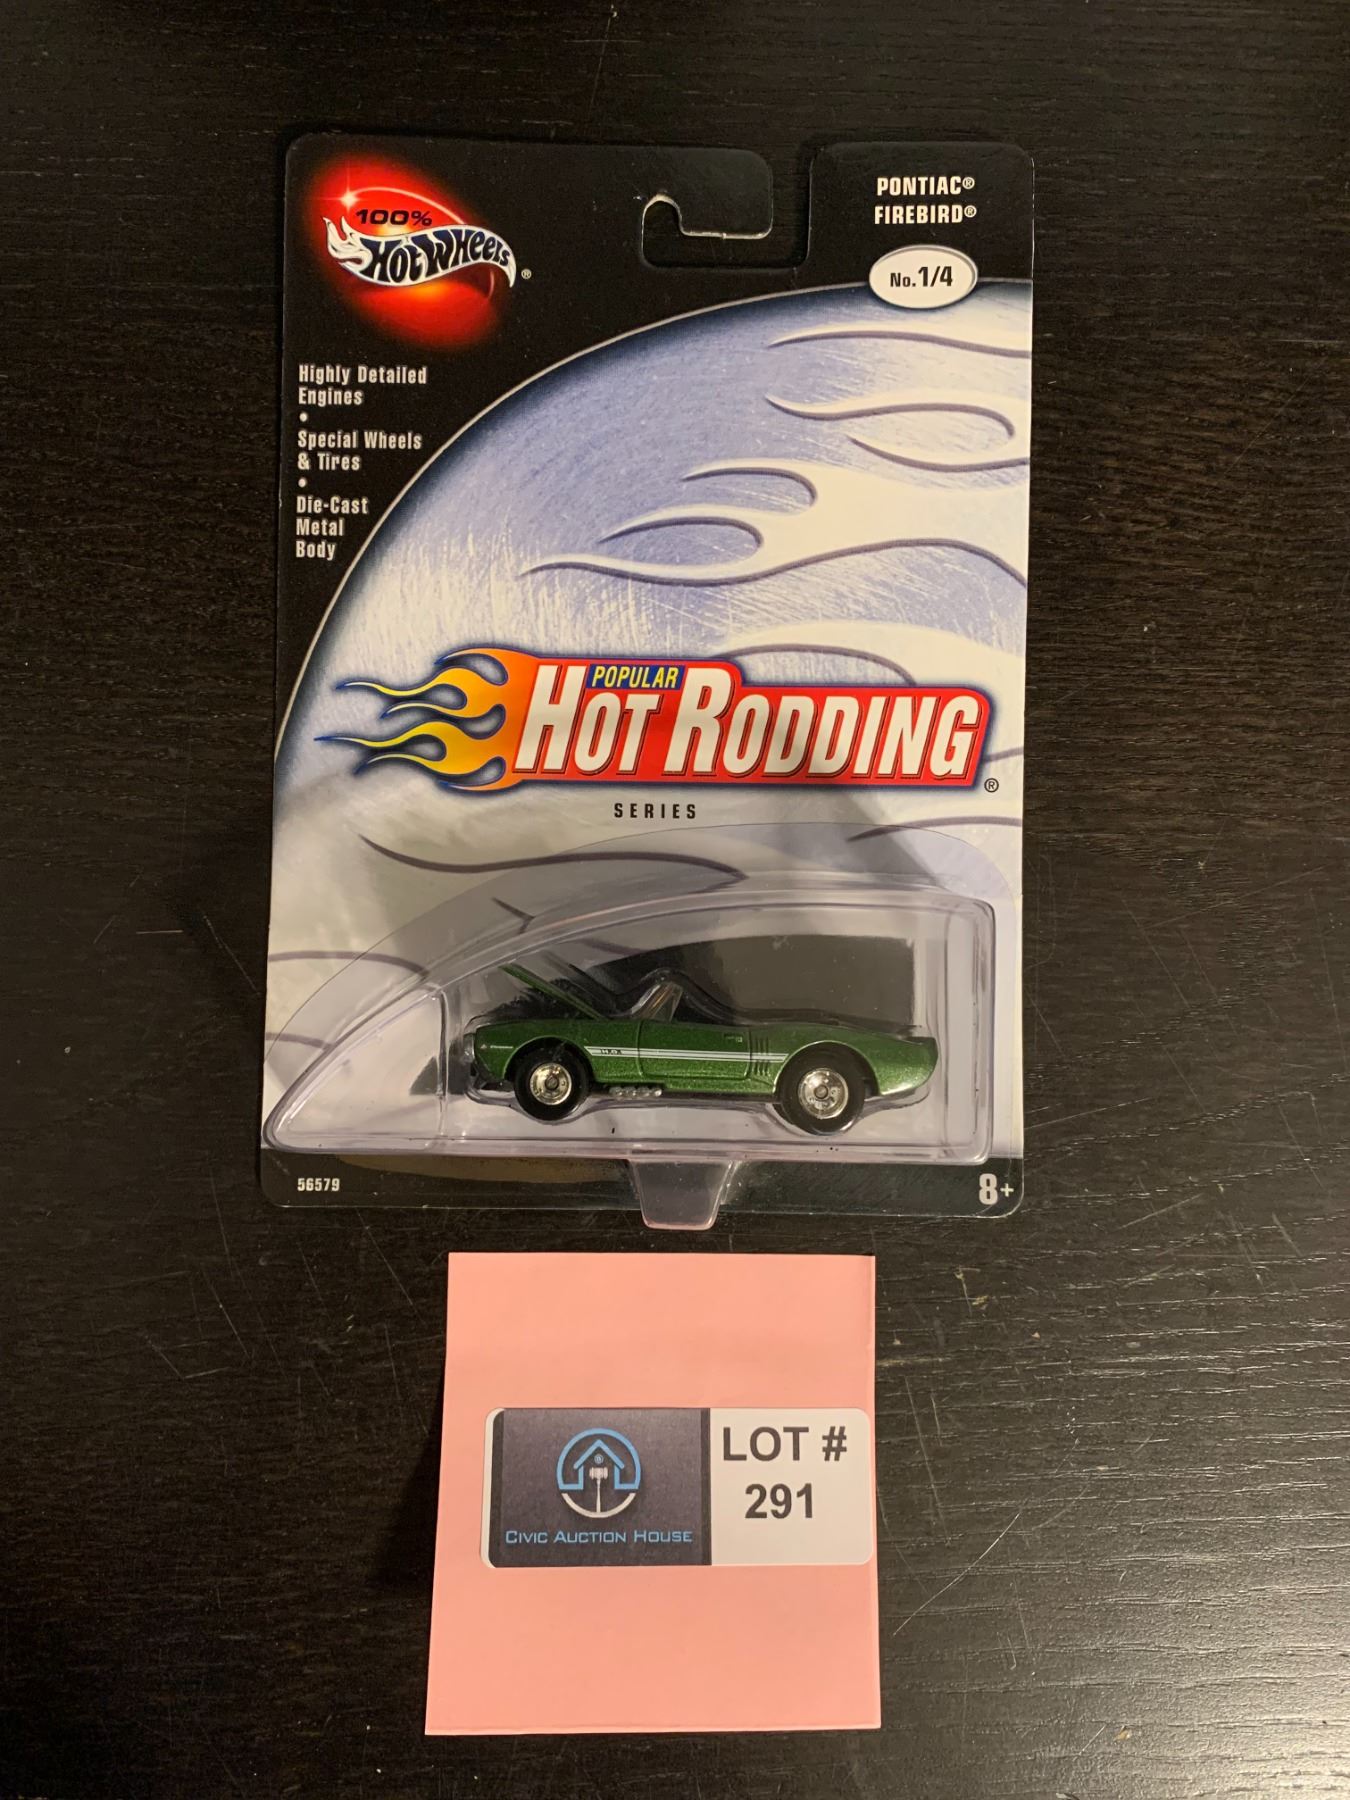 100%
Hot Wheels ®
PONTIAC®
FIREBIRD®
No.1/4
Highly Detailed
Engines
•
Special Wheels
& Tires
•
Die-Cast
Metal
Body
POPULAR
HOT RODDING ®
SERIES
H.O.
56579
8+
LOT #
291
CIVIC AUCTION HOUSE